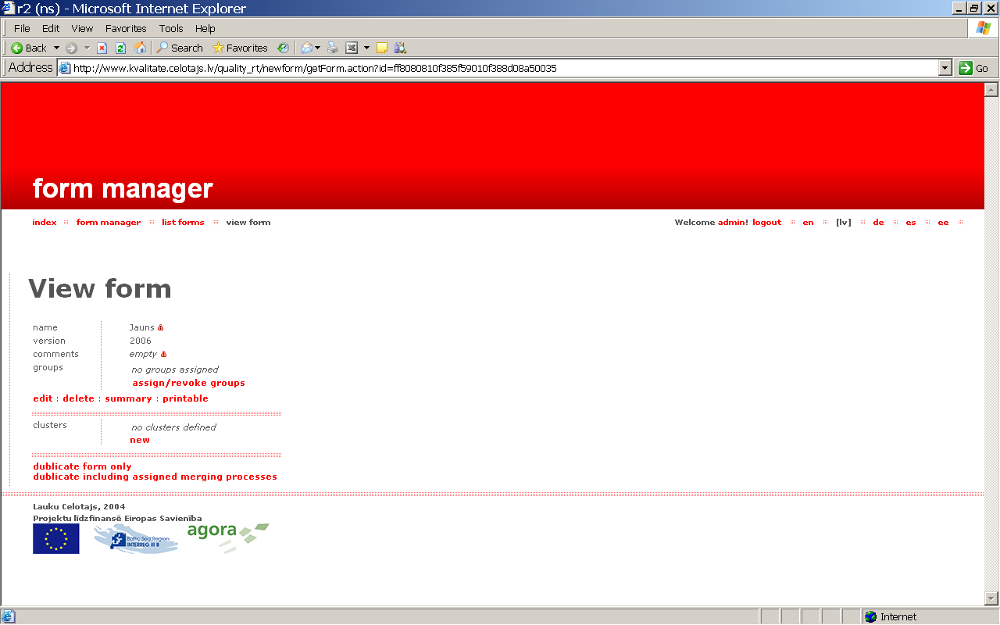 r2 (ns) - Microsoft Internet Explorer
File Edit View Favorites Tools Help
Back Search Favorites
Address http://www.kvalitate.celotajs.lv/quality_rt/newform/getForm.action?id=ff8080810f385f59010f388d08a50035 Go
form manager
index form manager list forms view form Welcome admin! logout en [lv] de es ee
View form
name Jauns
version 2006
comments empty
groups no groups assigned
assign/revoke groups
edit : delete : summary : printable
clusters no clusters defined
new
dublicate form only
dublicate including assigned merging processes
Lauku Celotajs, 2004
Projektu līdzfinansē Eiropas Savienība
Baltic Sea Region
INTERREG III B
agora
Internet